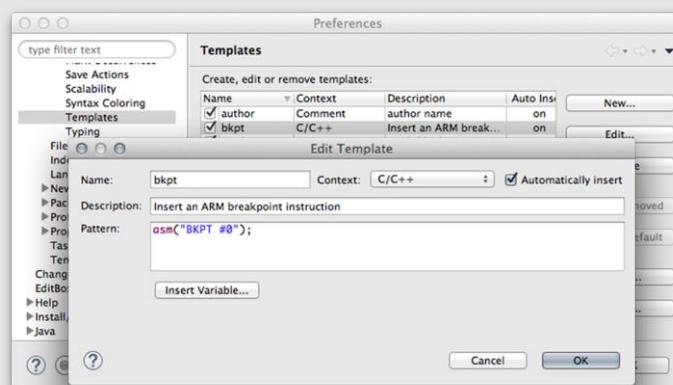 Preferences
type filter text
Templates
Save Actions
Scalability
Syntax Coloring
Templates
Typing
Create, edit or remove templates:
Name Context Description
author Comment author name on
bkpt C/C++ Insert an ARM break... on
New...
Edit...
Edit Template
Name: bkpt Context: C/C++ Automatically insert
Description: Insert an ARM breakpoint instruction
Pattern: asm("BKPT #0");
Insert Variable...
Cancel OK
EditBo
Help
Install/
Java